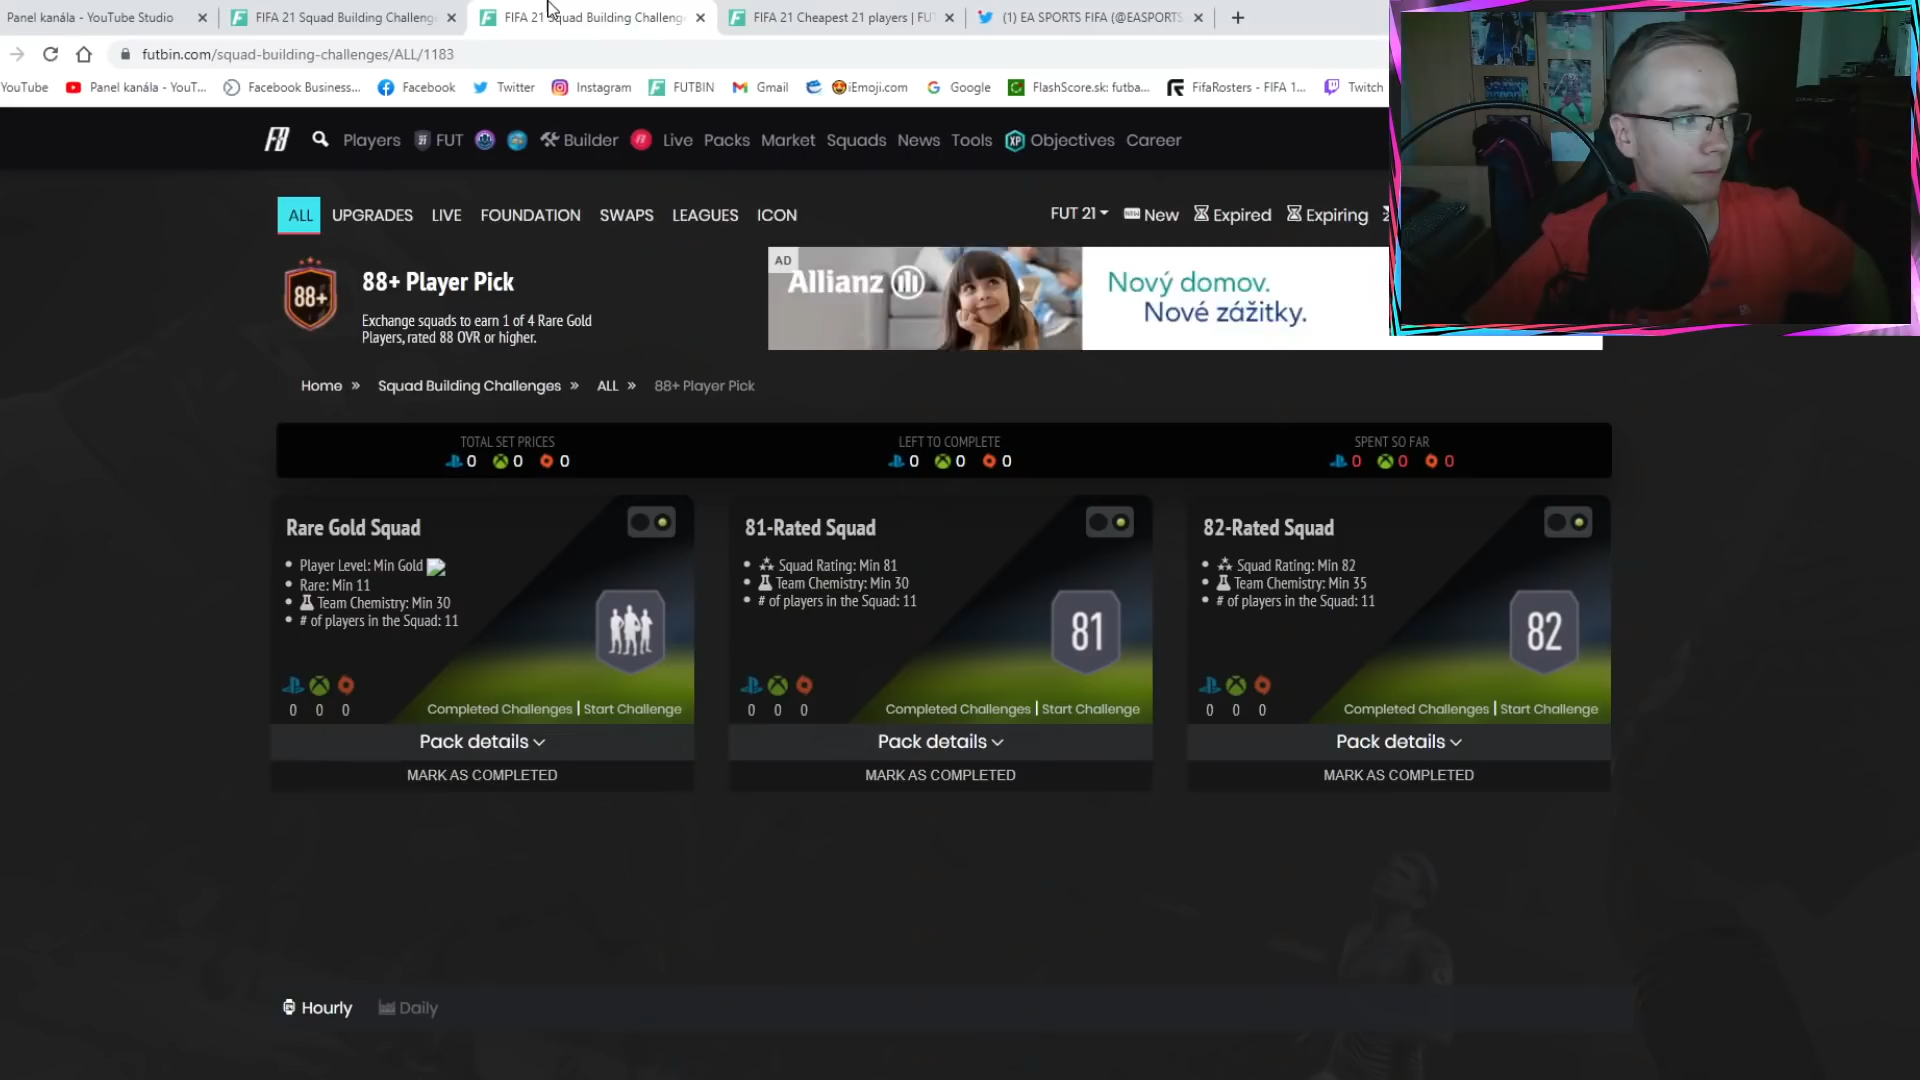 Panel kanála - YouTube Studio
FIFA 21 Squad Building Challenge
FIFA 21 Squad Building Challenge
FIFA 21 Cheapest 21 players | FUT
(1) EA SPORTS FIFA (@EASPORTS
futbin.com/squad-building-challenges/ALL/1183
YouTube
Panel kanála - YouT...
Facebook Business...
Facebook
Twitter
Instagram
FUTBIN
Gmail
iEmoji.com
Google
FlashScore.sk: futba...
FifaRosters - FIFA 1...
Twitch
Players
FUT
Builder
Live
Packs
Market
Squads
News
Tools
XP
Objectives
Career
ALL
UPGRADES
LIVE
FOUNDATION
SWAPS
LEAGUES
ICON
FUT 21
New
Expired
Expiring
88+
88+ Player Pick
Exchange squads to earn 1 of 4 Rare Gold
Players, rated 88 OVR or higher.
AD
Allianz
Nový domov.
Nové zážitky.
Home » Squad Building Challenges » ALL » 88+ Player Pick
TOTAL SET PRICES
0 0 0
LEFT TO COMPLETE
0 0 0
SPENT SO FAR
0 0 0
Rare Gold Squad
Player Level: Min Gold
Rare: Min 11
Team Chemistry: Min 30
# of players in the Squad: 11
0 0 0
Completed Challenges | Start Challenge
Pack details
MARK AS COMPLETED
81-Rated Squad
Squad Rating: Min 81
Team Chemistry: Min 30
# of players in the Squad: 11
81
0 0 0
Completed Challenges | Start Challenge
Pack details
MARK AS COMPLETED
82-Rated Squad
Squad Rating: Min 82
Team Chemistry: Min 35
# of players in the Squad: 11
82
0 0 0
Completed Challenges | Start Challenge
Pack details
MARK AS COMPLETED
Hourly
Daily